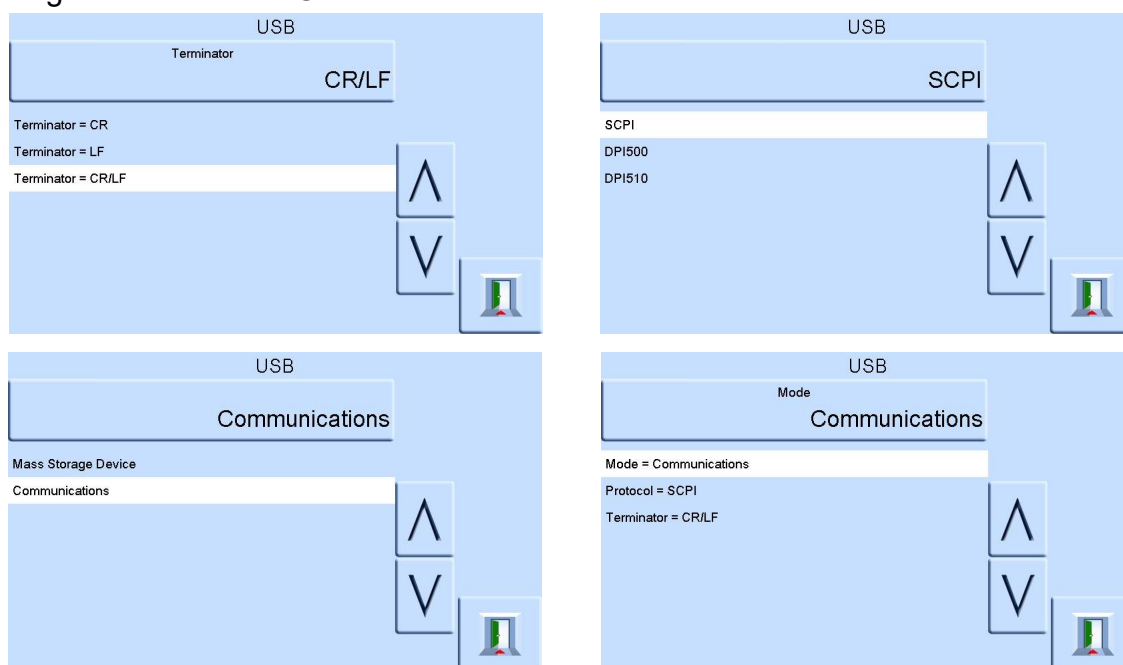 USB
Terminator
CR/LF
Terminator = CR
Terminator = LF
Terminator = CR/LF
USB
SCPI
SCPI
DPI500
DPI510
USB
Communications
Mass Storage Device
Communications
USB
Mode
Communications
Mode = Communications
Protocol = SCPI
Terminator = CR/LF